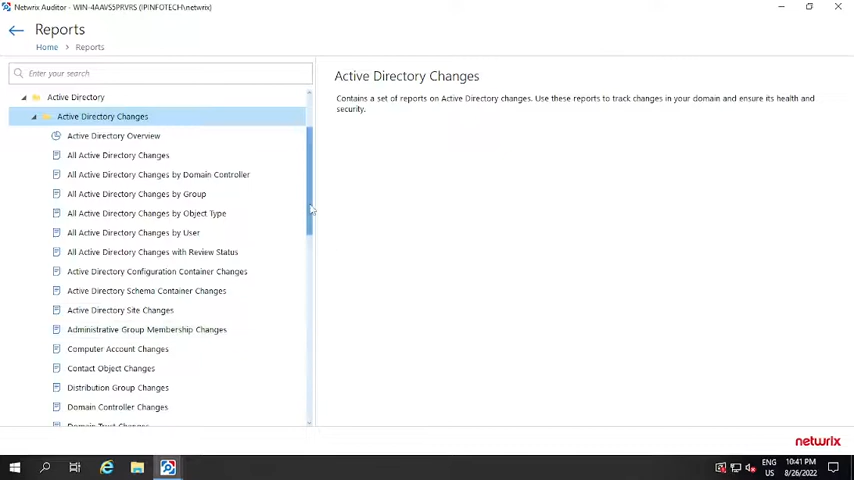 Netwrix Auditor - WIN-4AAVS5PRVRS (IPINFOTECH\netwrix)
Reports
Home > Reports
Enter your search
Active Directory
Active Directory Changes
Active Directory Overview
All Active Directory Changes
All Active Directory Changes by Domain Controller
All Active Directory Changes by Group
All Active Directory Changes by Object Type
All Active Directory Changes by User
All Active Directory Changes with Review Status
Active Directory Configuration Container Changes
Active Directory Schema Container Changes
Active Directory Site Changes
Administrative Group Membership Changes
Computer Account Changes
Contact Object Changes
Distribution Group Changes
Domain Controller Changes
Domain Trust Changes
Active Directory Changes
Contains a set of reports on Active Directory changes. Use these reports to track changes in your domain and ensure its health and
security.
netwrix
ENG
US
10:41 PM
8/26/2022